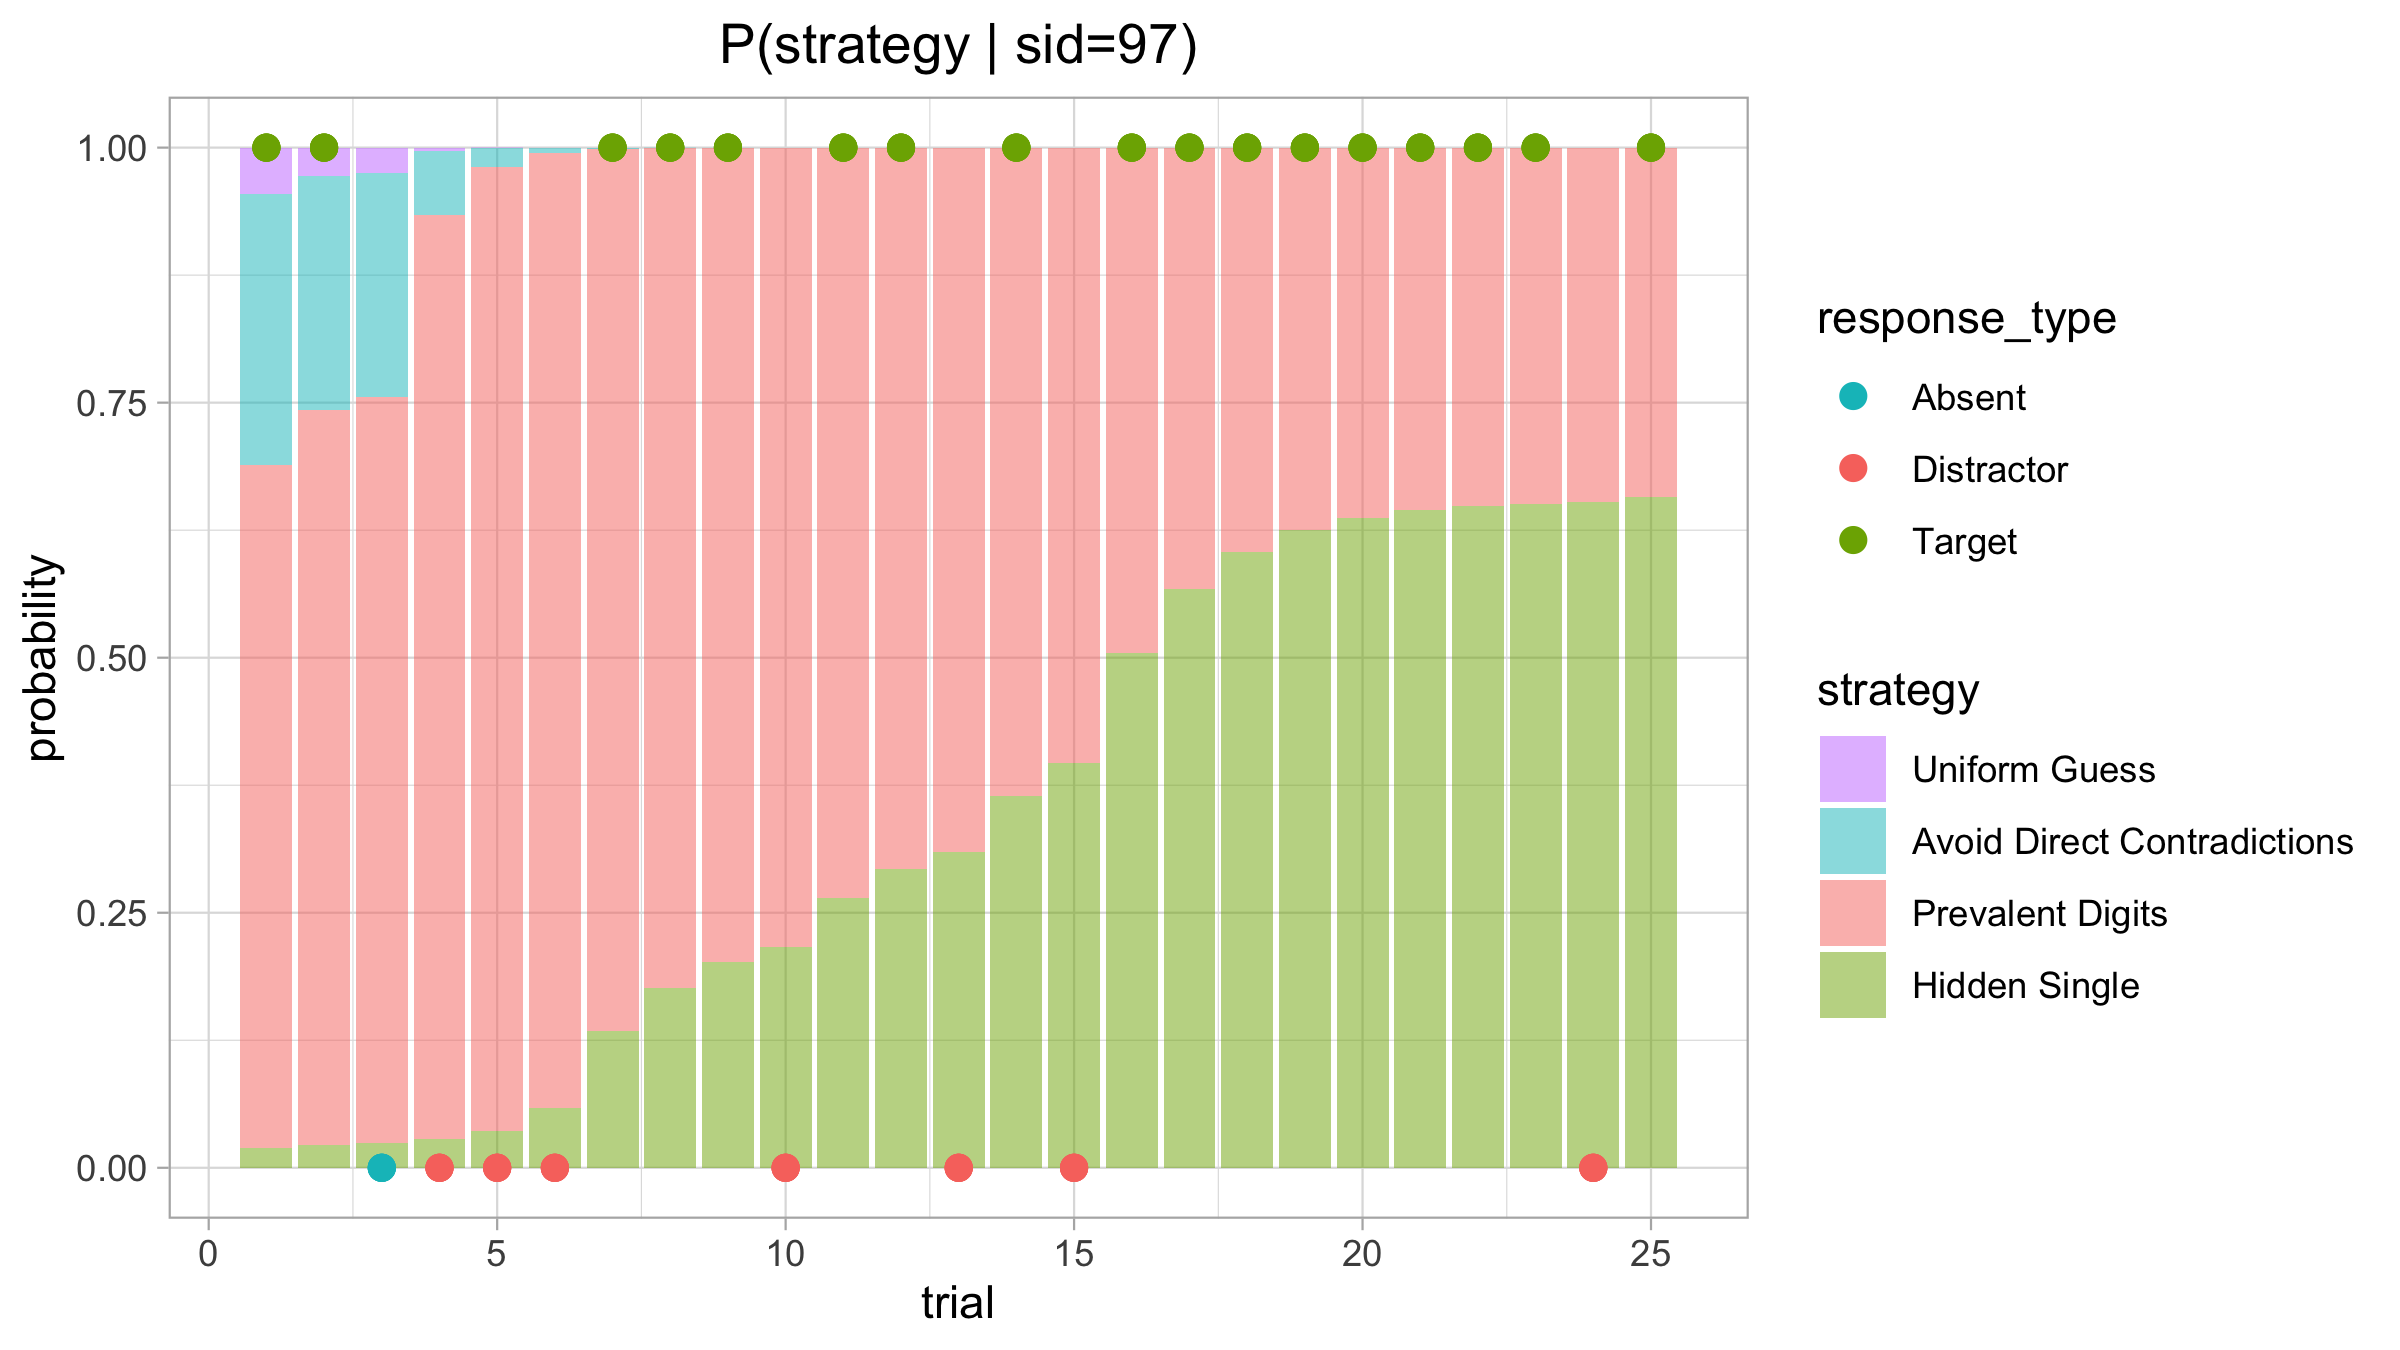 P(strategy | sid=97)
probability
1.00
0.75
0.50
0.25
0.00
0 5 10 15 20 25
trial
response_type
Absent
Distractor
Target
strategy
Uniform Guess
Avoid Direct Contradictions
Prevalent Digits
Hidden Single